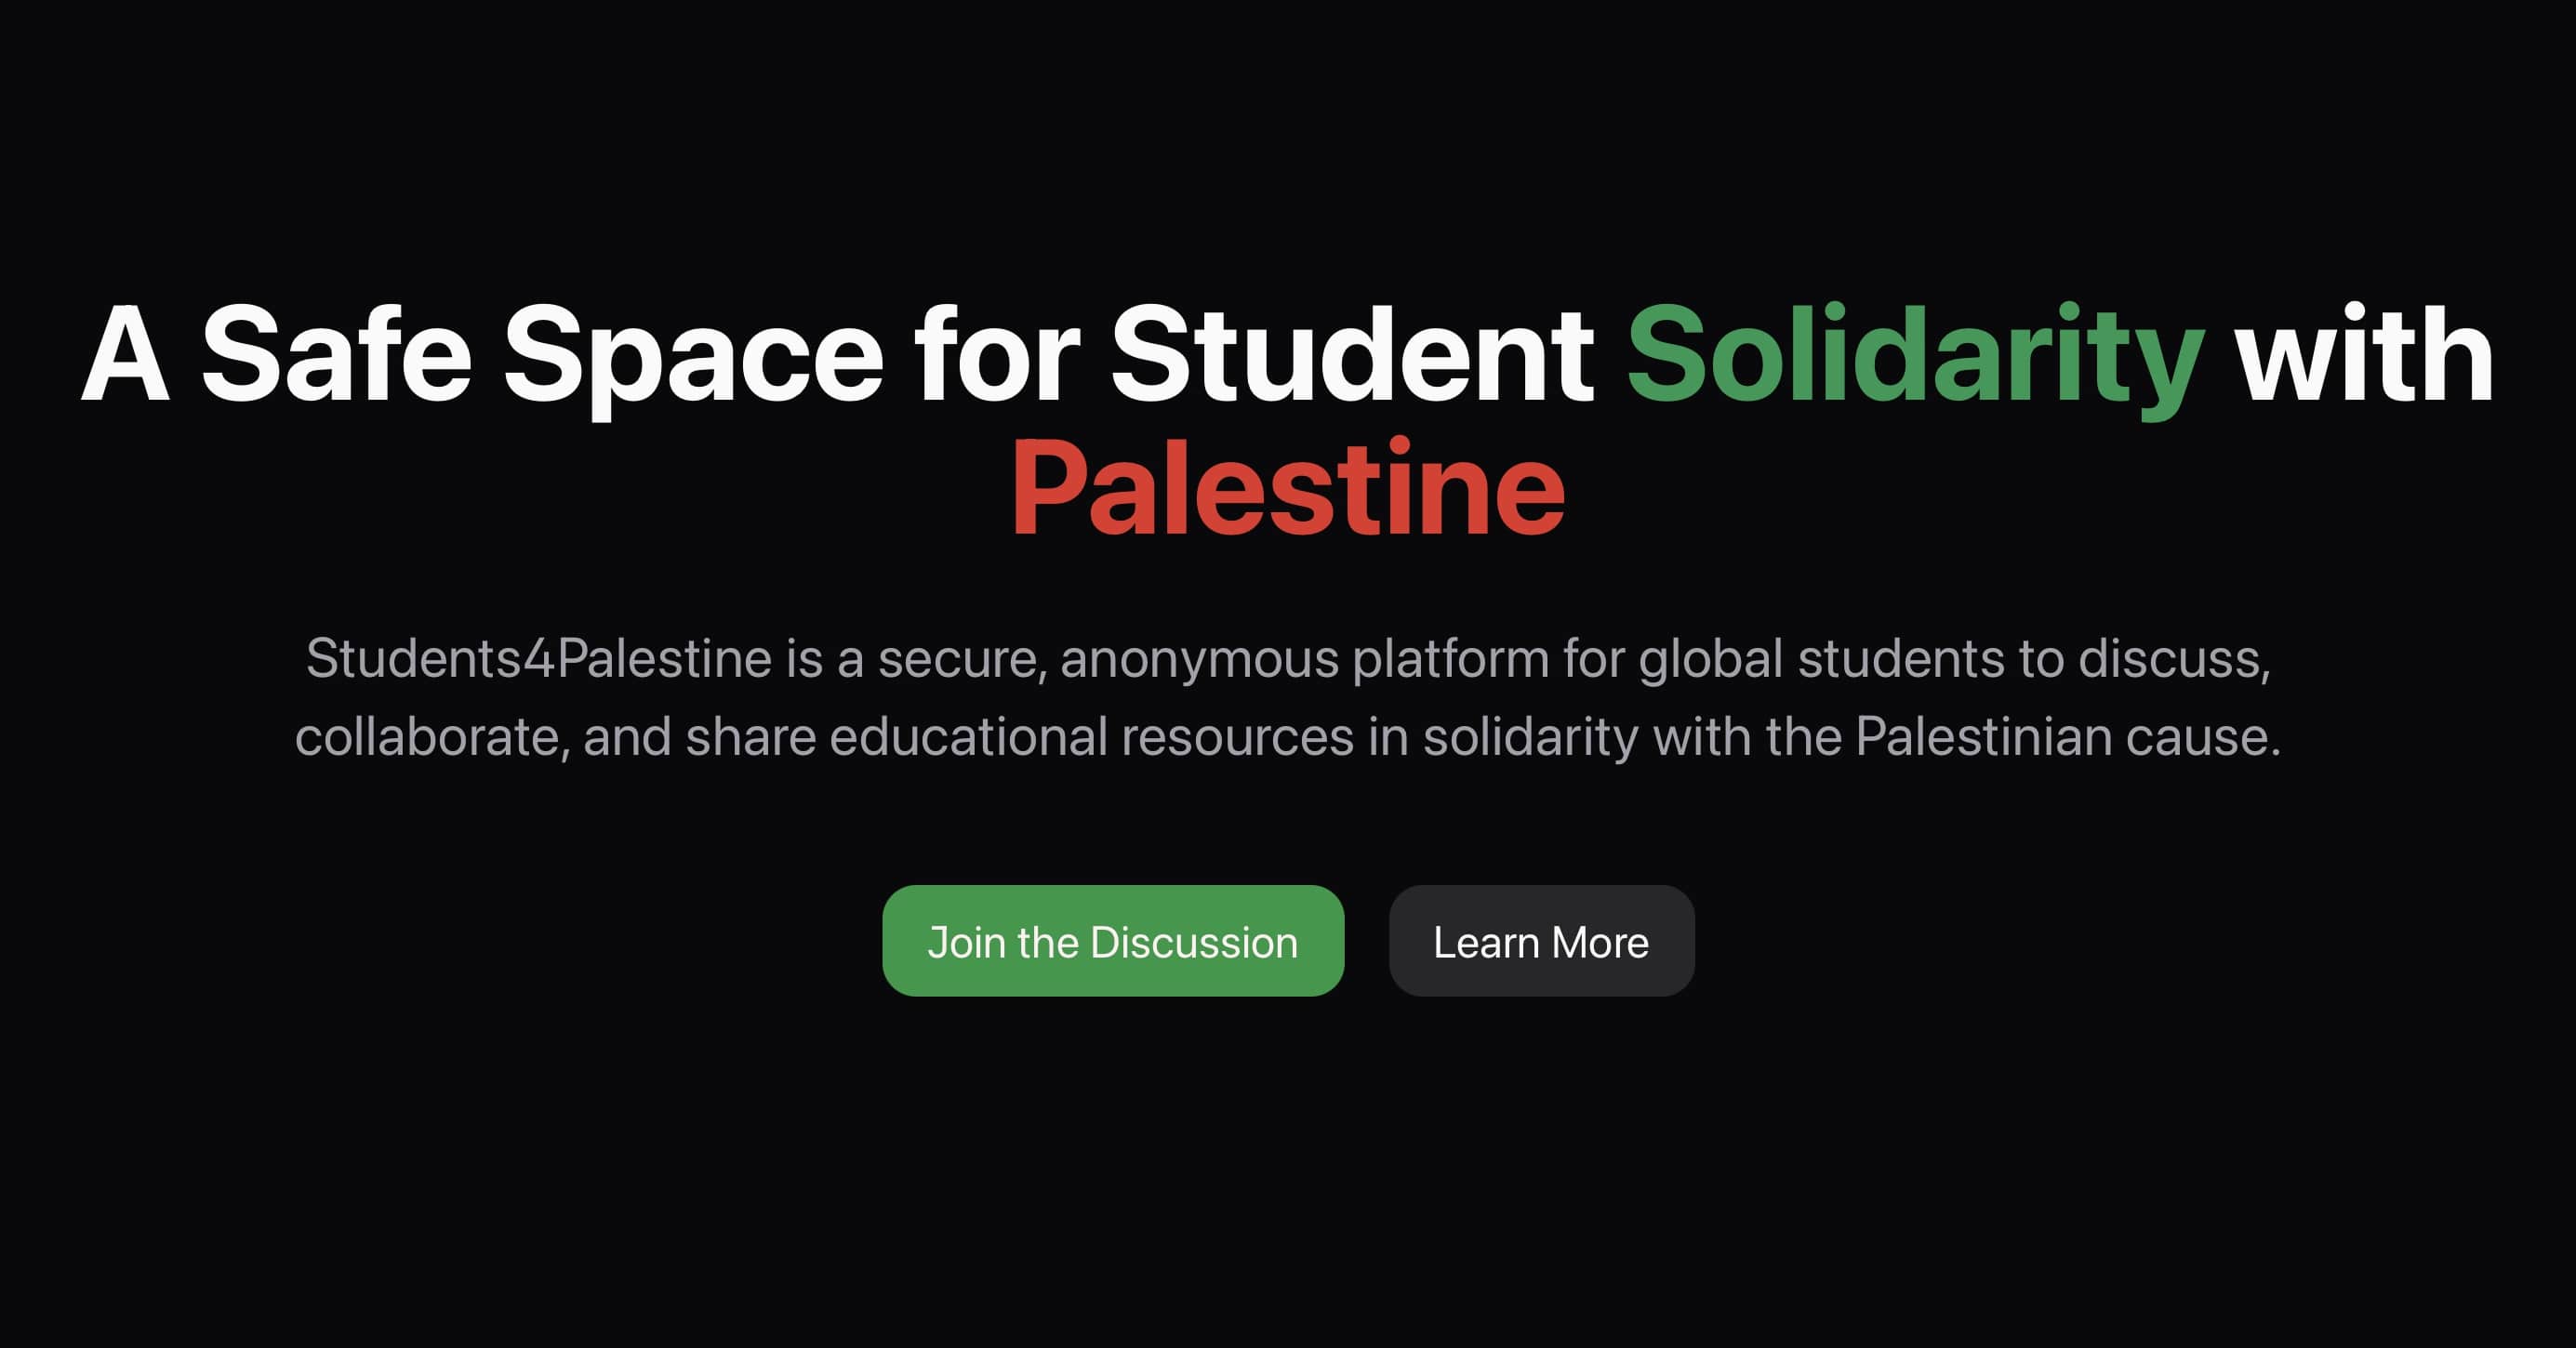 A Safe Space for Student Solidarity with
Palestine
Students4Palestine is a secure, anonymous platform for global students to discuss,
collaborate, and share educational resources in solidarity with the Palestinian cause.
Join the Discussion
Learn More